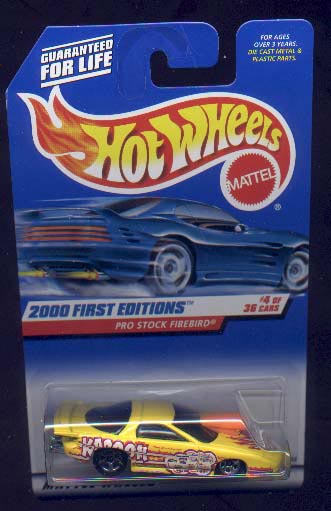 GUARANTEED
FOR LIFE
FOR AGES
OVER 3 YEARS.
DIE CAST METAL &
PLASTIC PARTS.
HOT WHEELS
MATTEL
®
2000 FIRST EDITIONS™
#4 OF
36 CARS
PRO STOCK FIREBIRD®